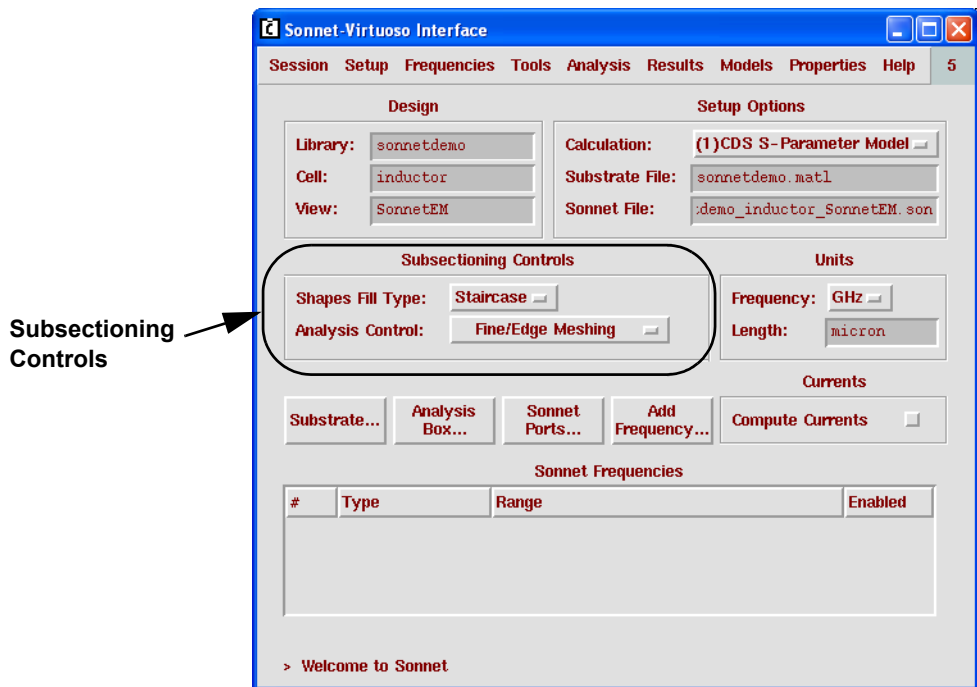 Sonnet-Virtuoso Interface
Session Setup Frequencies Tools Analysis Results Models Properties Help 5
Design
Library: sonnetdemo
Cell: inductor
View: SonnetEM
Setup Options
Calculation: (1)CDS S-Parameter Model
Substrate File: sonnetdemo.matl
Sonnet File: :demo_inductor_SonnetEM.son
Subsectioning Controls
Shapes Fill Type: Staircase
Analysis Control: Fine/Edge Meshing
Units
Frequency: GHz
Length: micron
Subsectioning
Controls
Substrate...
Analysis
Box...
Sonnet
Ports...
Add
Frequency...
Currents
Compute Currents
Sonnet Frequencies
# Type Range Enabled
> Welcome to Sonnet